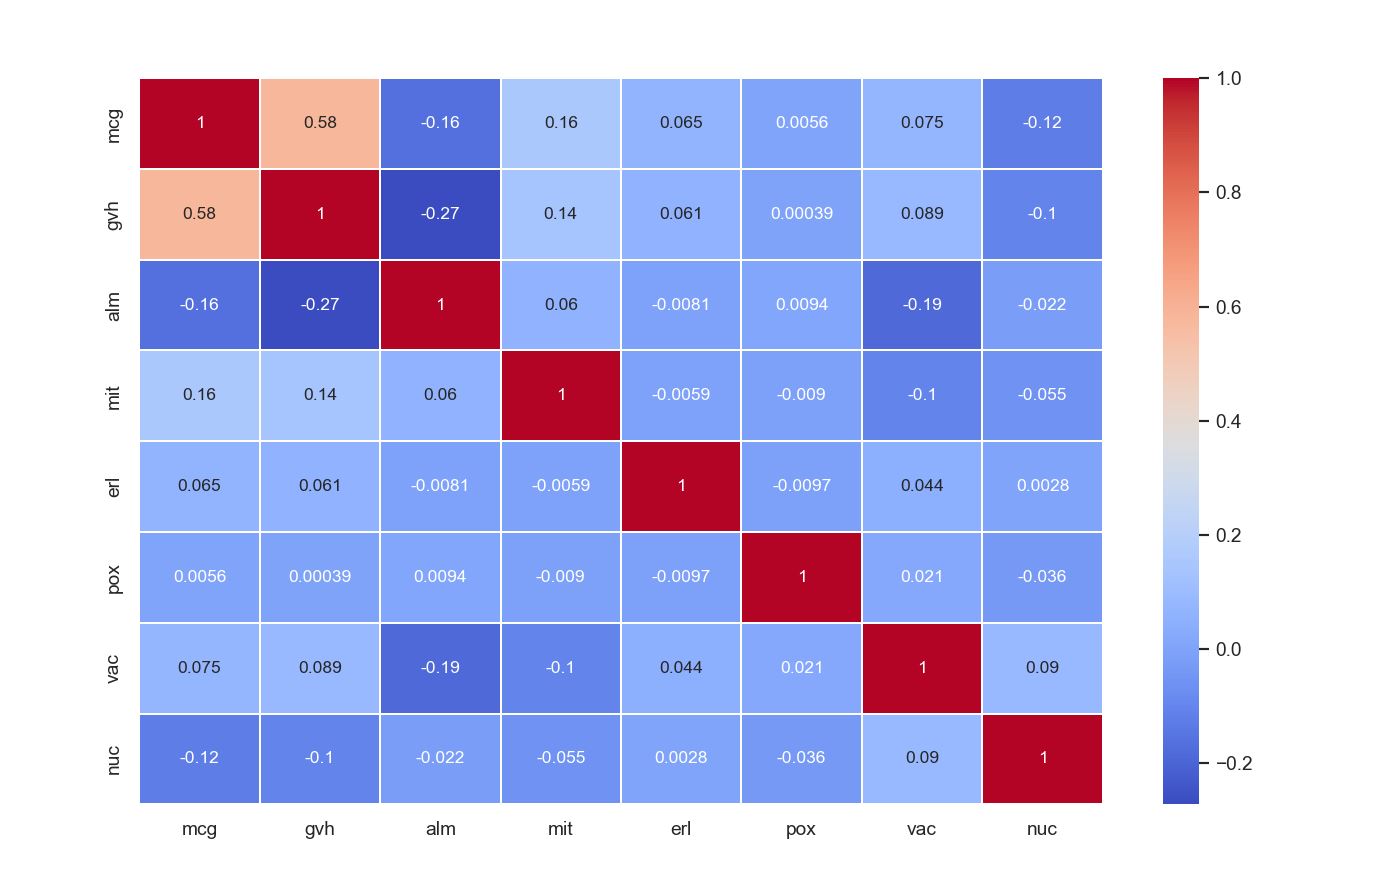 1.0
mcg 1 0.58 -0.16 0.16 0.065 0.0056 0.075 -0.12
0.8
gvh 0.58 1 -0.27 0.14 0.061 0.00039 0.089 -0.1
alm -0.16 -0.27 1 0.06 -0.0081 0.0094 -0.19 -0.022
0.6
mit 0.16 0.14 0.06 1 -0.0059 -0.009 -0.1 -0.055
0.4
erl 0.065 0.061 -0.0081 -0.0059 1 -0.0097 0.044 0.0028
0.2
pox 0.0056 0.00039 0.0094 -0.009 -0.0097 1 0.021 -0.036
0.0
vac 0.075 0.089 -0.19 -0.1 0.044 0.021 1 0.09
nuc -0.12 -0.1 -0.022 -0.055 0.0028 -0.036 0.09 1
−0.2
mcg gvh alm mit erl pox vac nuc